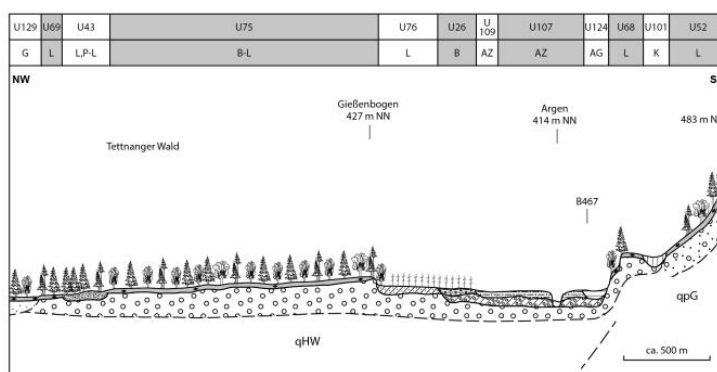 U129 U69 U43 U75 U76 U26 U 109 U107 U124 U68 U101 U52
G L L,P-L B-L L B AZ AZ AG L K L
NW S
Gießenbogen
427 m NN
Argen
414 m NN
483 m NN
Tettnanger Wald
B467
qpG
qHW
ca. 500 m